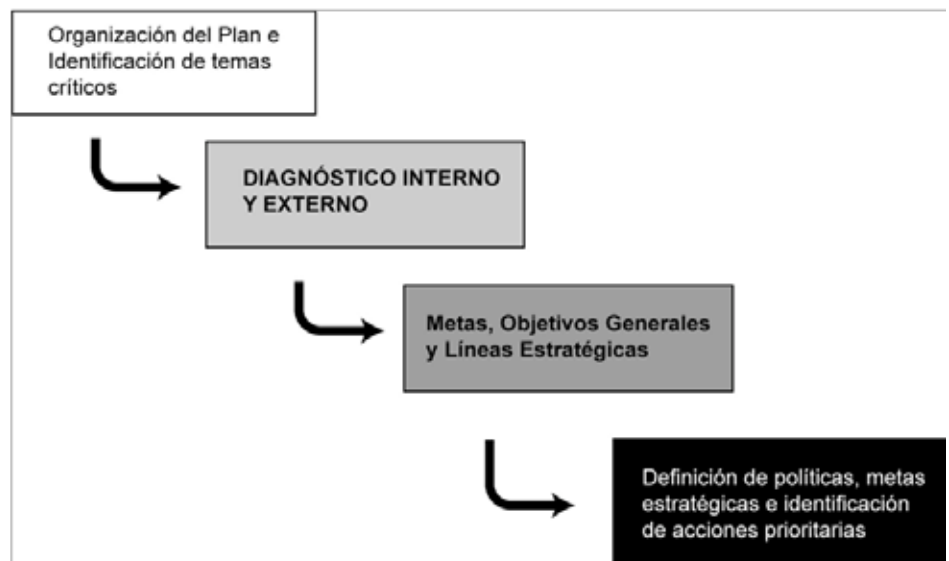 Organización del Plan e
Identificación de temas
críticos
DIAGNÓSTICO INTERNO
Y EXTERNO
Metas, Objetivos Generales
y Líneas Estratégicas
Definición de políticas, metas
estratégicas e identificación
de acciones prioritarias